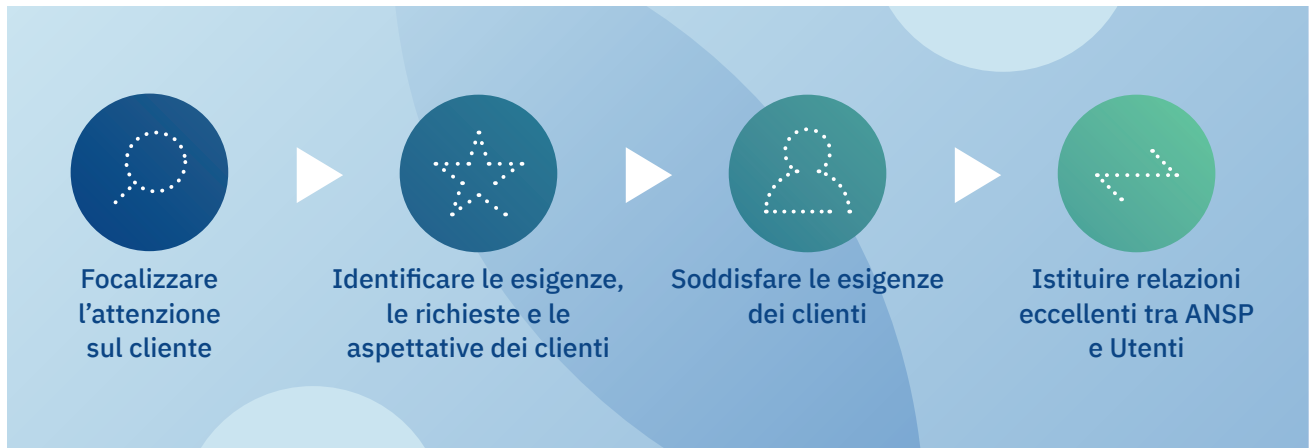 Focalizzare
l’attenzione
sul cliente
Identificare le esigenze,
le richieste e le
aspettative dei clienti
Soddisfare le esigenze
dei clienti
Istituire relazioni
eccellenti tra ANSP
e Utenti